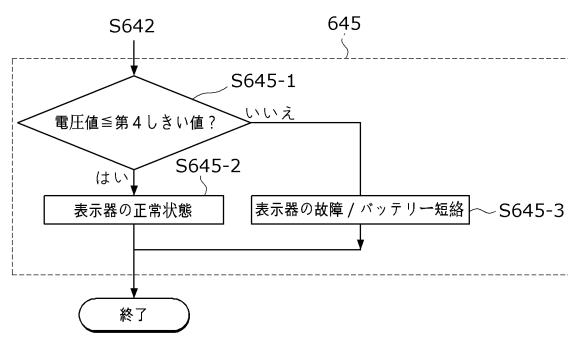 S642
645
S645-1
電圧値≦第４しきい値？
いいえ
はい
S645-2
表示器の正常状態
表示器の故障/バッテリー短絡
S645-3
終了